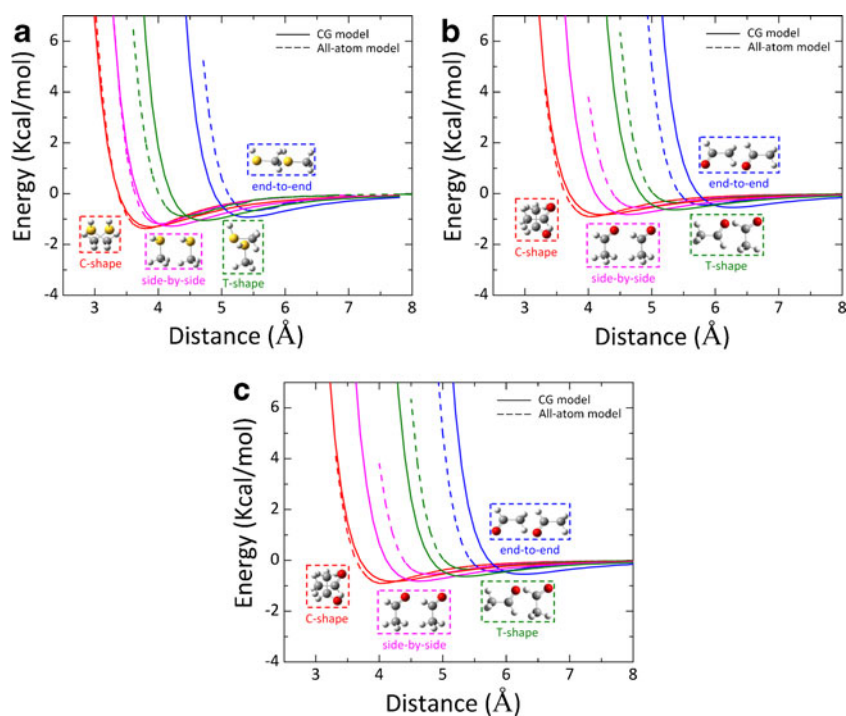 a
6
4
2
0
-2
-4
3 4 5 6 7 8
Energy (Kcal/mol)
Distance (Å)
CG model
All-atom model
end-to-end
C-shape
side-by-side
T-shape
b
6
4
2
0
-2
-4
3 4 5 6 7 8
Energy (Kcal/mol)
Distance (Å)
CG model
All-atom model
end-to-end
C-shape
side-by-side
T-shape
c
6
4
2
0
-2
-4
3 4 5 6 7 8
Energy (Kcal/mol)
Distance (Å)
CG model
All-atom model
end-to-end
C-shape
side-by-side
T-shape